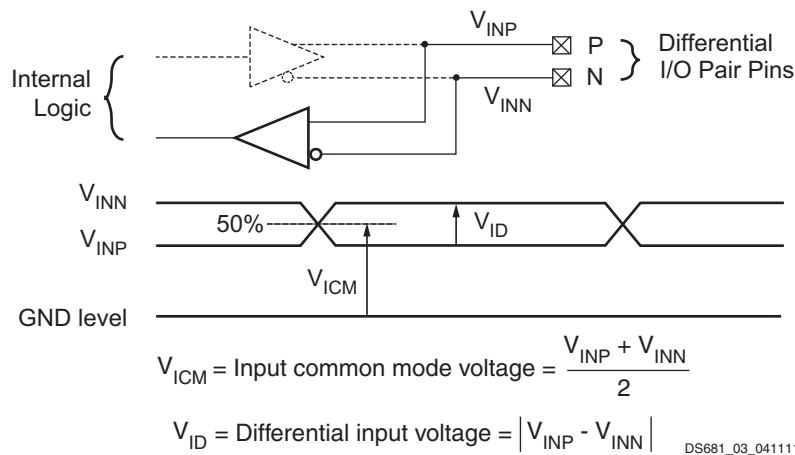 V_INP
P
N
V_INN
Differential
I/O Pair Pins
Internal
Logic
V_INN
50%
V_INP
V_ID
V_ICM
GND level
V_ICM = Input common mode voltage = (V_INP + V_INN) / 2
V_ID = Differential input voltage = |V_INP - V_INN|
DS681_03_041111